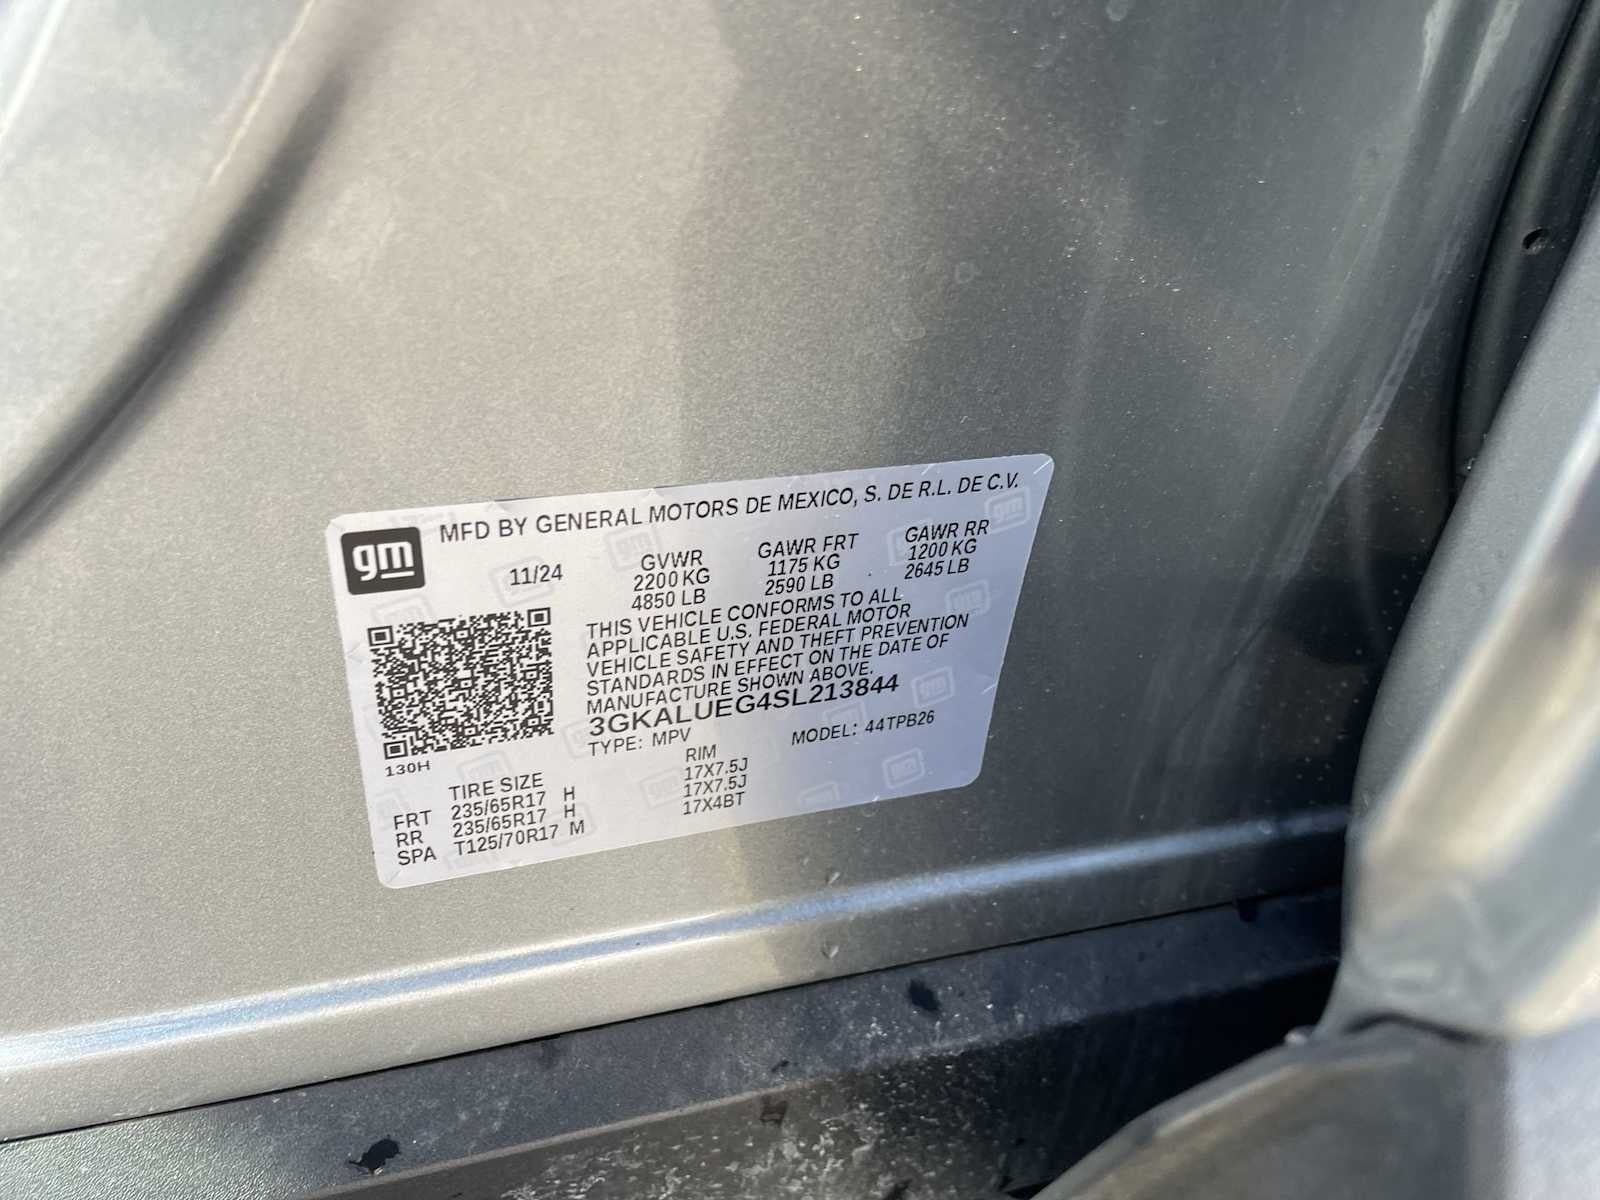 gm
MFD BY GENERAL MOTORS DE MEXICO, S. DE R.L. DE C.V.
11/24
GVWR
2200 KG
4850 LB
GAWR FRT
1175 KG
2590 LB
GAWR RR
1200 KG
2645 LB
THIS VEHICLE CONFORMS TO ALL
APPLICABLE U.S. FEDERAL MOTOR
VEHICLE SAFETY AND THEFT PREVENTION
STANDARDS IN EFFECT ON THE DATE OF
MANUFACTURE SHOWN ABOVE.
3GKALUEG4SL213844
TYPE: MPV MODEL: 44TPB26
130H
TIRE SIZE RIM
FRT 235/65R17 H 17X7.5J
RR 235/65R17 H 17X7.5J
SPA T125/70R17 M 17X4BT